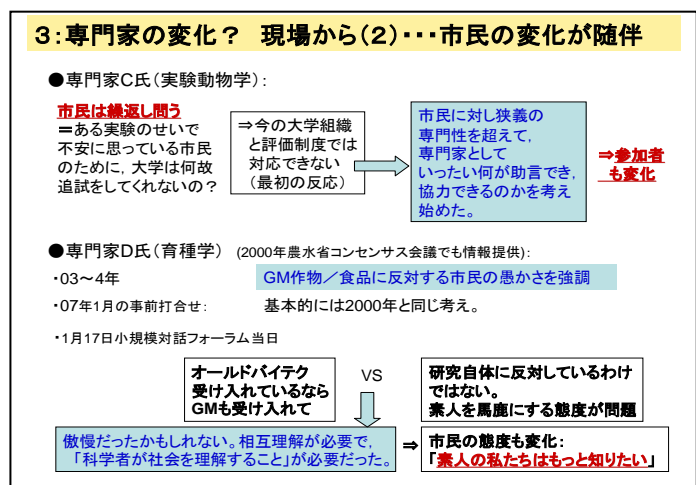 3:専門家の変化? 現場から(2)・・・市民の変化が随伴
●専門家C氏(実験動物学):
市民は繰返し問う
=ある実験のせいで
不安に思っている市民
のために,大学は何故
追試をしてくれないの?
⇒今の大学組織
と評価制度では
対応できない
(最初の反応)
市民に対し狭義の
専門性を超えて,
専門家として
いったい何が助言でき,
協力できるのかを考え
始めた。
⇒参加者
も変化
●専門家D氏(育種学) (2000年農水省コンセンサス会議でも情報提供):
・03~4年
GM作物/食品に反対する市民の愚かさを強調
・07年1月の事前打合せ: 基本的には2000年と同じ考え。
・1月17日小規模対話フォーラム当日
オールドバイテク
受け入れているなら
GMも受け入れて
VS
研究自体に反対しているわけ
ではない。
素人を馬鹿にする態度が問題
傲慢だったかもしれない。相互理解が必要で,
「科学者が社会を理解すること」が必要だった。
⇒
市民の態度も変化:
「素人の私たちはもっと知りたい」